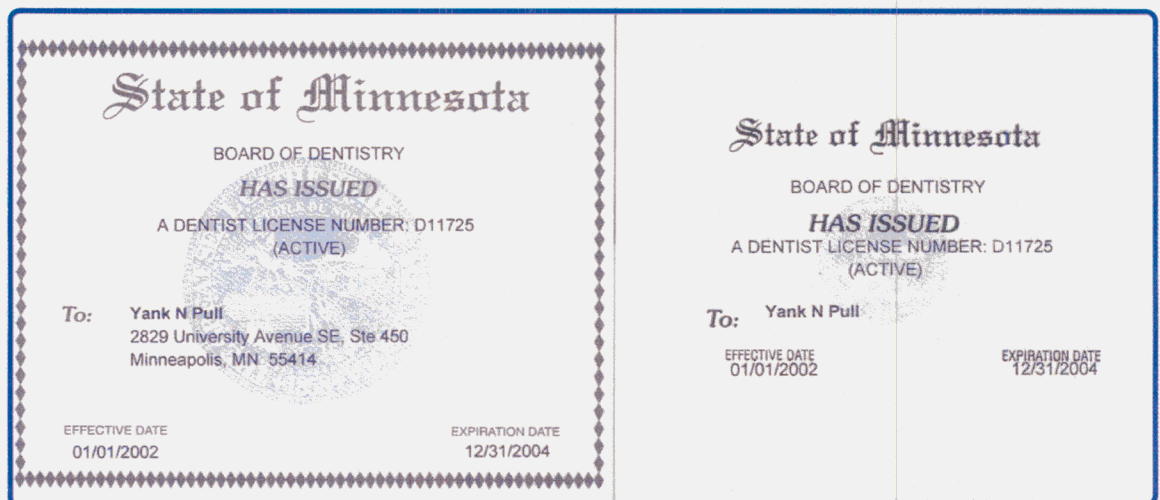 State of Minnesota
BOARD OF DENTISTRY
HAS ISSUED
A DENTIST LICENSE NUMBER: D11725
(ACTIVE)
To: Yank N Pull
2829 University Avenue SE, Ste 450
Minneapolis, MN 55414
EFFECTIVE DATE EXPIRATION DATE
01/01/2002 12/31/2004
State of Minnesota
BOARD OF DENTISTRY
HAS ISSUED
A DENTIST LICENSE NUMBER: D11725
(ACTIVE)
To: Yank N Pull
EFFECTIVE DATE EXPIRATION DATE
01/01/2002 12/31/2004